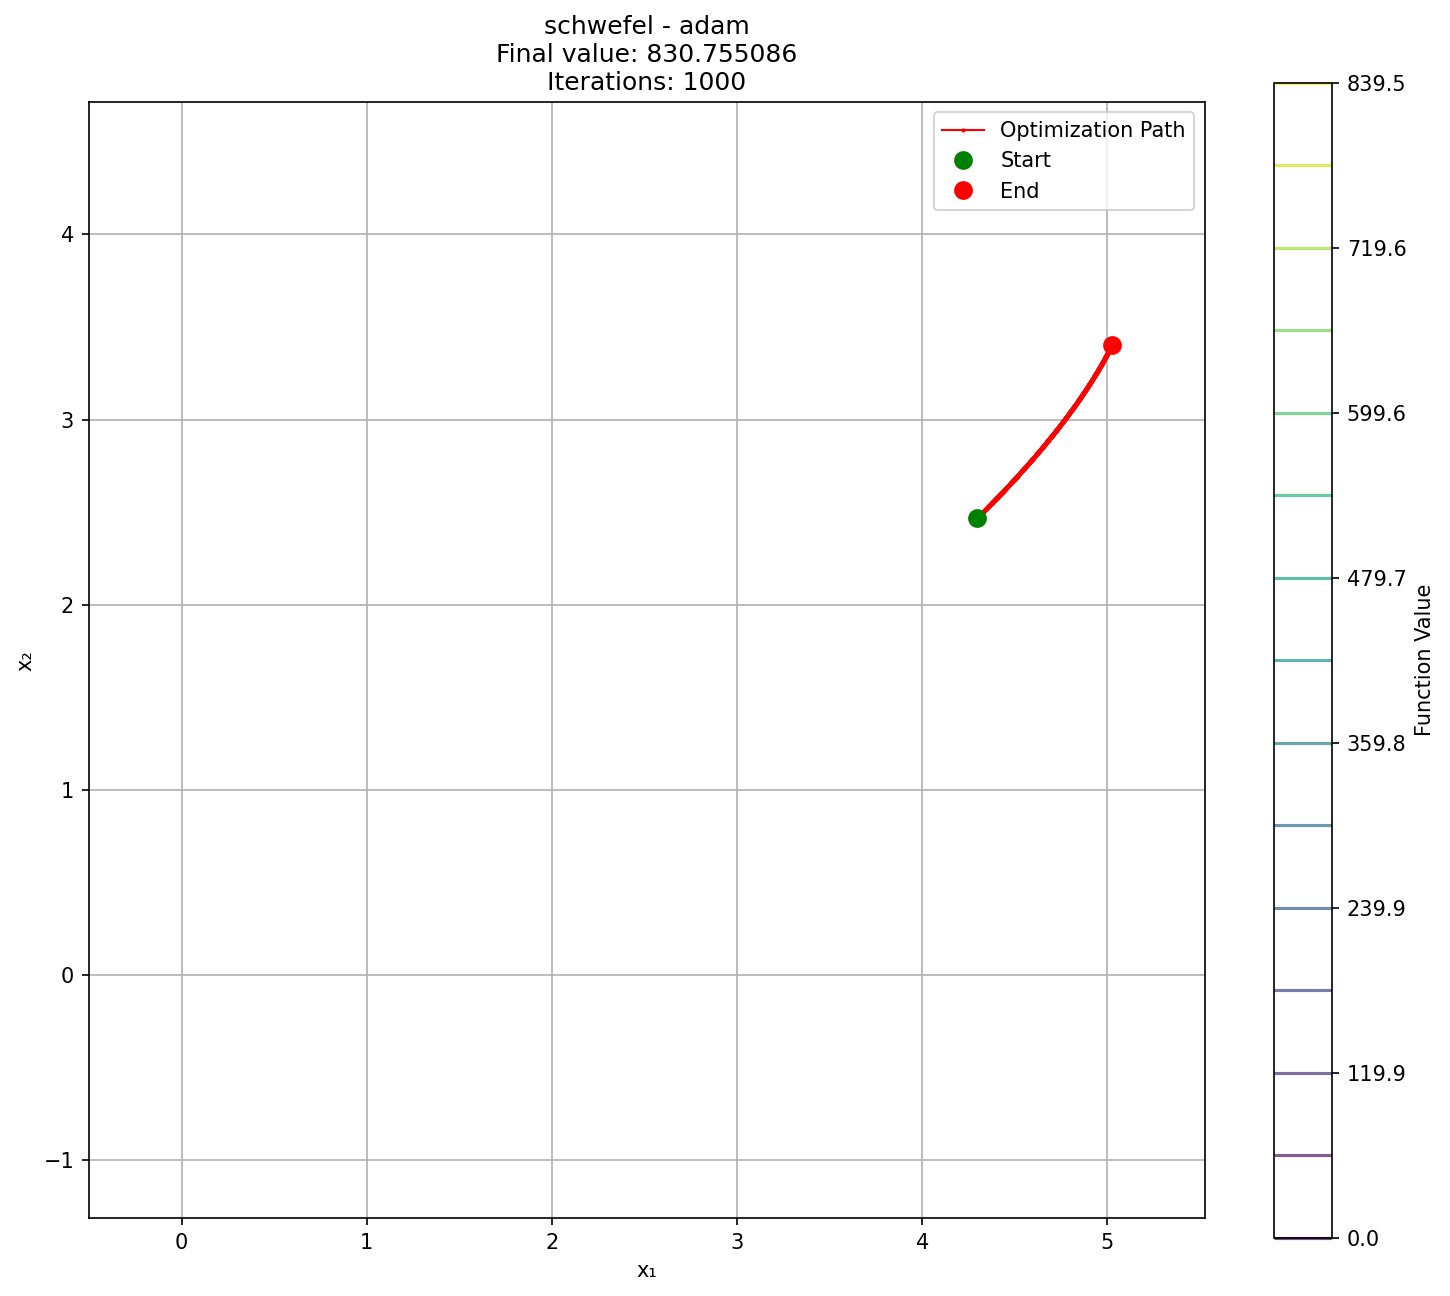 schwefel - adam
Final value: 830.755086
Iterations: 1000
Optimization Path
Start
End
4
3
2
1
0
−1
x₂
0
1
2
3
4
5
x₁
839.5
719.6
599.6
479.7
359.8
239.9
119.9
0.0
Function Value